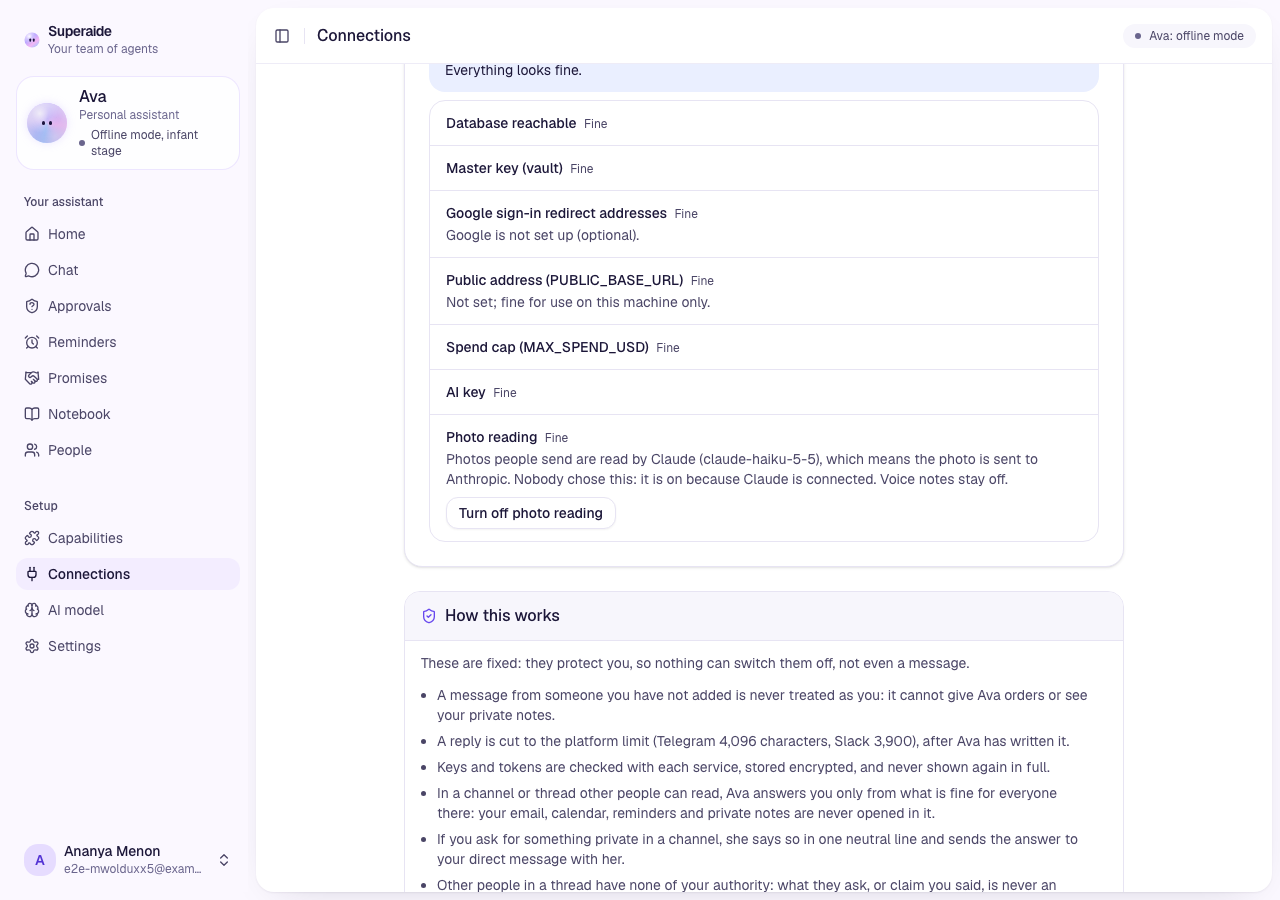 Superaide
Your team of agents
Ava
Personal assistant
Offline mode, infant
stage
Your assistant
Home
Chat
Approvals
Reminders
Promises
Notebook
People
Setup
Capabilities
Connections
AI model
Settings
A
Ananya Menon
e2e-mwolduxx5@exam...
Connections
Ava: offline mode
Everything looks fine.
Database reachable Fine
Master key (vault) Fine
Google sign-in redirect addresses Fine
Google is not set up (optional).
Public address (PUBLIC_BASE_URL) Fine
Not set; fine for use on this machine only.
Spend cap (MAX_SPEND_USD) Fine
AI key Fine
Photo reading Fine
Photos people send are read by Claude (claude-haiku-5-5), which means the photo is sent to
Anthropic. Nobody chose this: it is on because Claude is connected. Voice notes stay off.
Turn off photo reading
How this works
These are fixed: they protect you, so nothing can switch them off, not even a message.
• A message from someone you have not added is never treated as you: it cannot give Ava orders or see
your private notes.
• A reply is cut to the platform limit (Telegram 4,096 characters, Slack 3,900), after Ava has written it.
• Keys and tokens are checked with each service, stored encrypted, and never shown again in full.
• In a channel or thread other people can read, Ava answers you only from what is fine for everyone
there: your email, calendar, reminders and private notes are never opened in it.
• If you ask for something private in a channel, she says so in one neutral line and sends the answer to
your direct message with her.
• Other people in a thread have none of your authority: what they ask, or claim you said, is never an